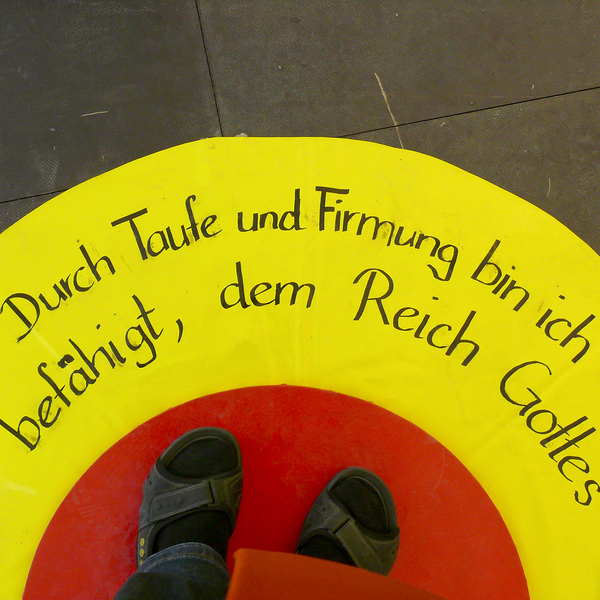 Durch Taufe und Firmung bin ich
befähigt, dem Reich Gottes